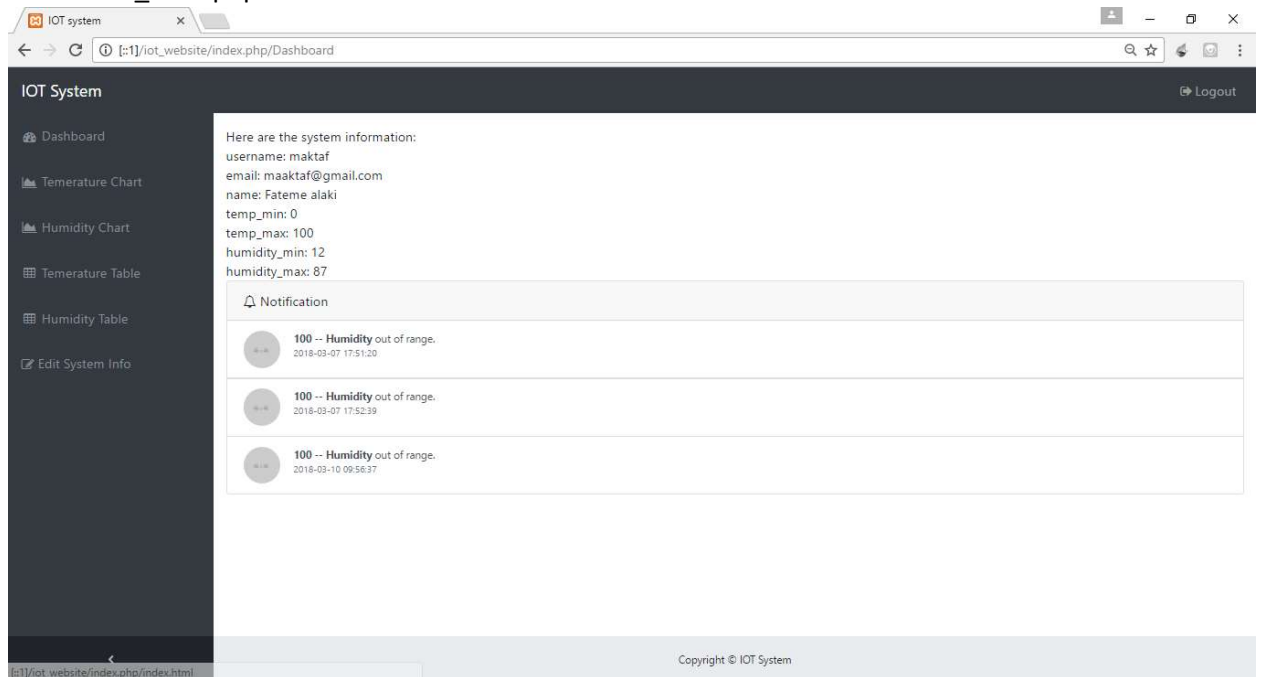 IOT system
[::1]/iot_website/index.php/Dashboard
IOT System
Logout
Dashboard
Temerature Chart
Humidity Chart
Temerature Table
Humidity Table
Edit System Info
Here are the system information:
username: maktaf
email: maaktaf@gmail.com
name: Fateme alaki
temp_min: 0
temp_max: 100
humidity_min: 12
humidity_max: 87
Notification
100 -- Humidity out of range.
2018-03-07 17:51:20
100 -- Humidity out of range.
2018-03-07 17:52:39
100 -- Humidity out of range.
2018-03-10 09:56:37
Copyright © IOT System
[::1]/iot_website/index.php/index.html